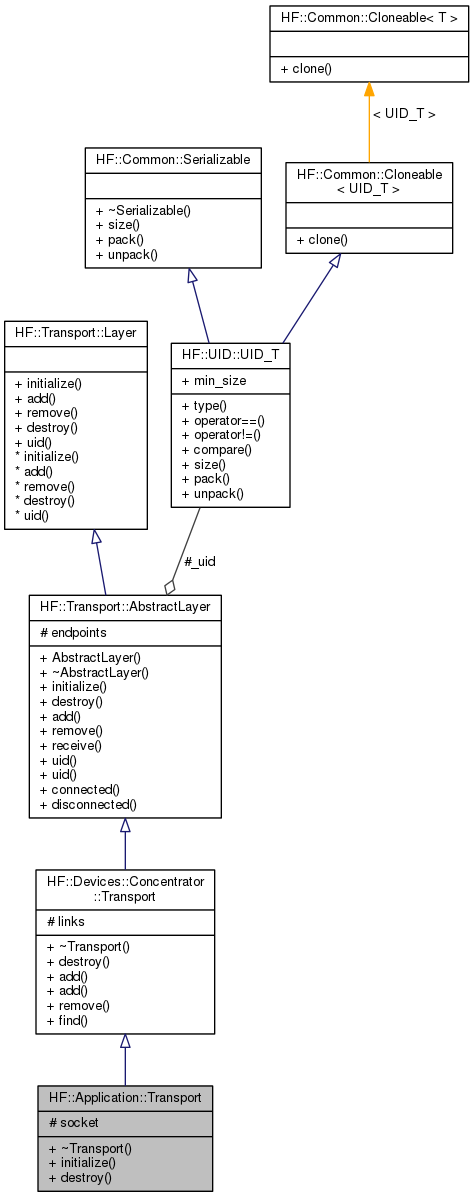 HF::Common::Cloneable< T >
+ clone()
< UID_T >
HF::Common::Serializable
+ ~Serializable()
+ size()
+ pack()
+ unpack()
HF::Common::Cloneable
< UID_T >
+ clone()
HF::Transport::Layer
+ initialize()
+ add()
+ remove()
+ destroy()
+ uid()
* initialize()
* add()
* remove()
* destroy()
* uid()
HF::UID::UID_T
+ min_size
+ type()
+ operator==()
+ operator!=()
+ compare()
+ size()
+ pack()
+ unpack()
#_uid
HF::Transport::AbstractLayer
# endpoints
+ AbstractLayer()
+ ~AbstractLayer()
+ initialize()
+ destroy()
+ add()
+ remove()
+ receive()
+ uid()
+ uid()
+ connected()
+ disconnected()
HF::Devices::Concentrator
::Transport
# links
+ ~Transport()
+ destroy()
+ add()
+ add()
+ remove()
+ find()
HF::Application::Transport
# socket
+ ~Transport()
+ initialize()
+ destroy()